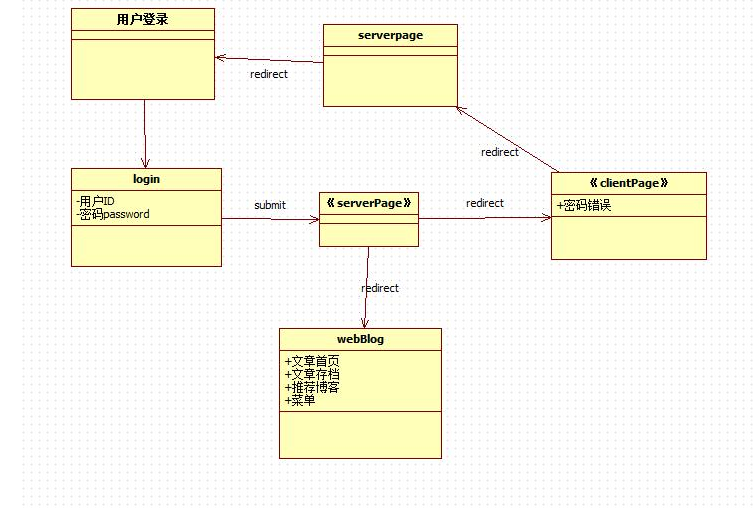 用户登录
serverpage
redirect
redirect
login
-用户ID
-密码password
submit
《serverPage》
redirect
《clientPage》
+密码错误
redirect
webBlog
+文章首页
+文章存档
+推荐博客
+菜单